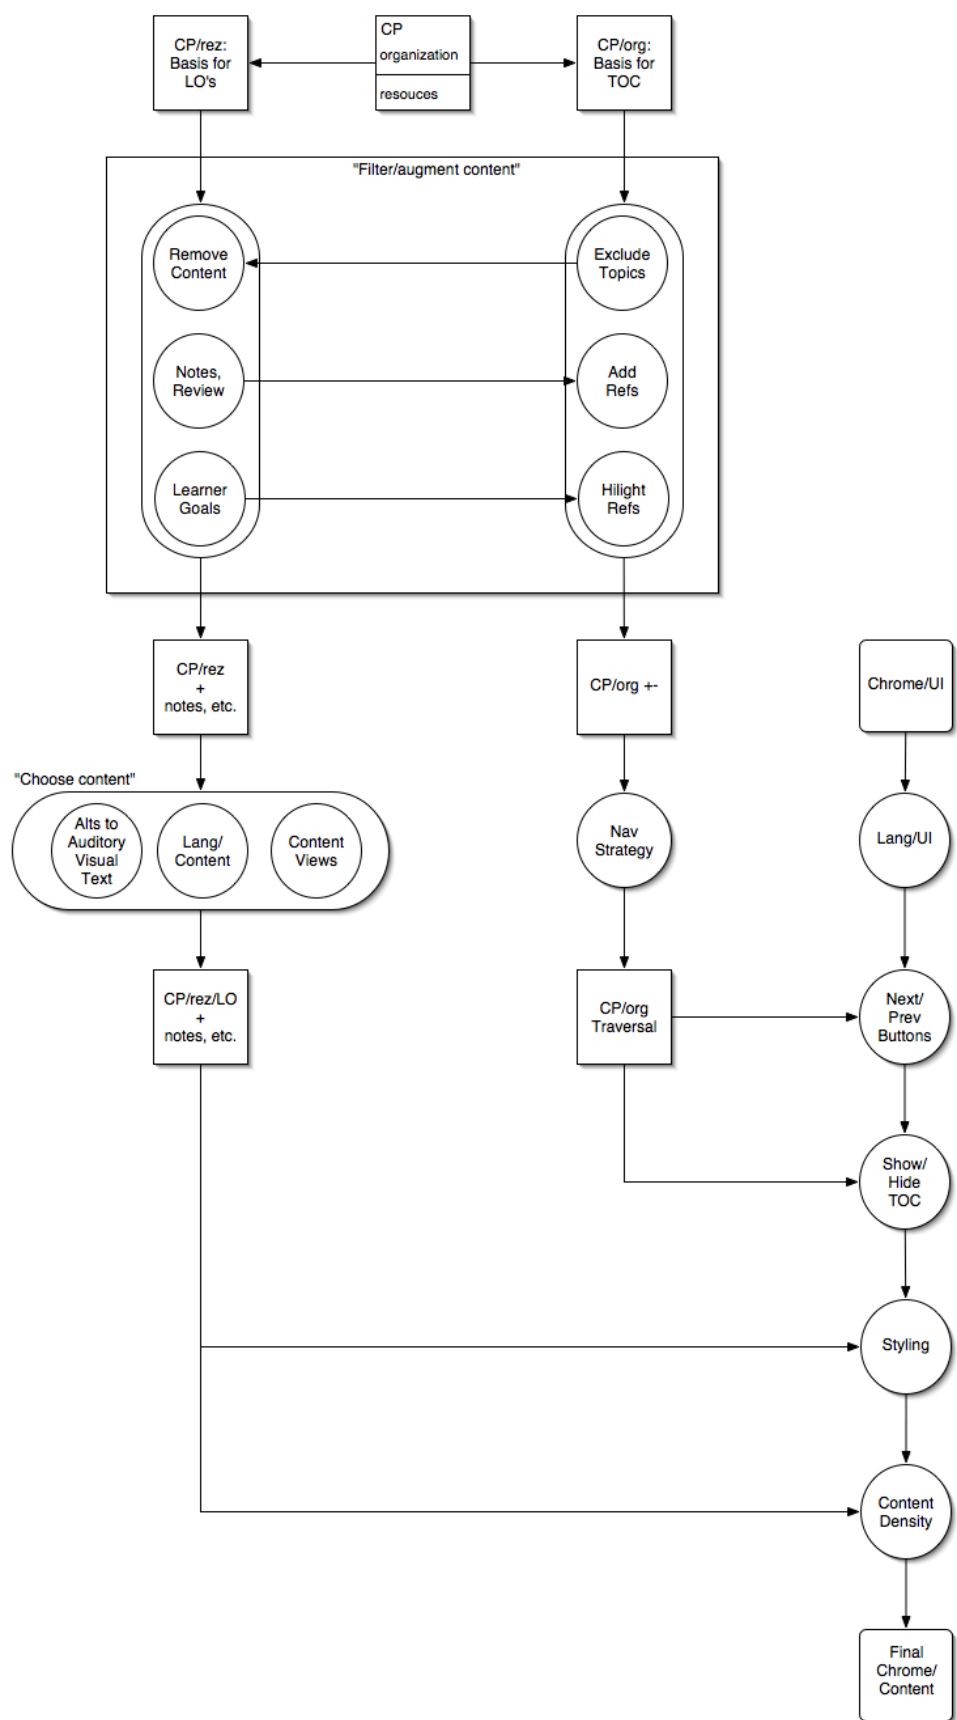 CP/rez:
Basis for
LO's
CP
organization
resouces
CP/org:
Basis for
TOC
"Filter/augment content"
Remove
Content
Exclude
Topics
Notes,
Review
Add
Refs
Learner
Goals
Hilight
Refs
CP/rez
+
notes, etc.
CP/org +-
Chrome/UI
"Choose content"
Alts to
Auditory
Visual
Text
Lang/
Content
Content
Views
Nav
Strategy
Lang/UI
CP/rez/LO
+
notes, etc.
CP/org
Traversal
Next/
Prev
Buttons
Show/
Hide
TOC
Styling
Content
Density
Final
Chrome/
Content